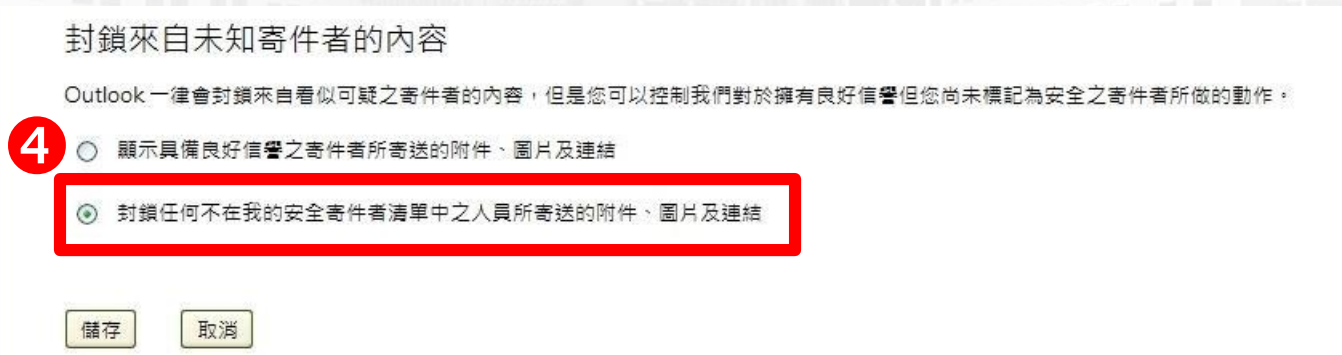 封鎖來自未知寄件者的內容
Outlook 一律會封鎖來自看似可疑之寄件者的內容，但是您可以控制我們對於擁有良好信譽但您尚未標記為安全之寄件者所做的動作。
4
顯示具備良好信譽之寄件者所寄送的附件、圖片及連結
封鎖任何不在我的安全寄件者清單中之人員所寄送的附件、圖片及連結
儲存 取消